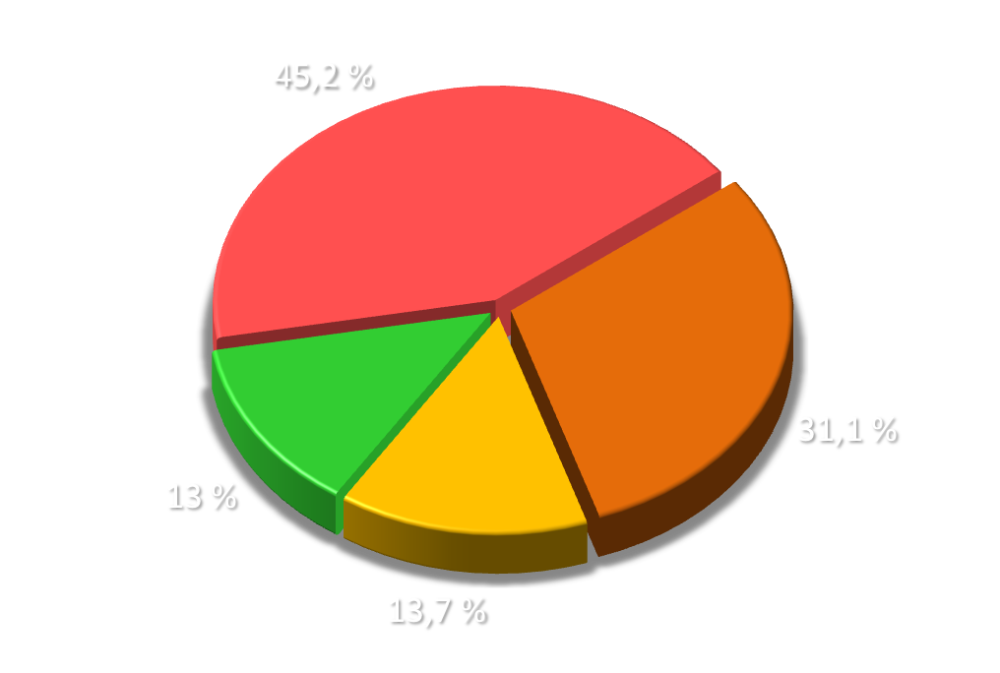 45,2 %
31,1 %
13 %
13,7 %